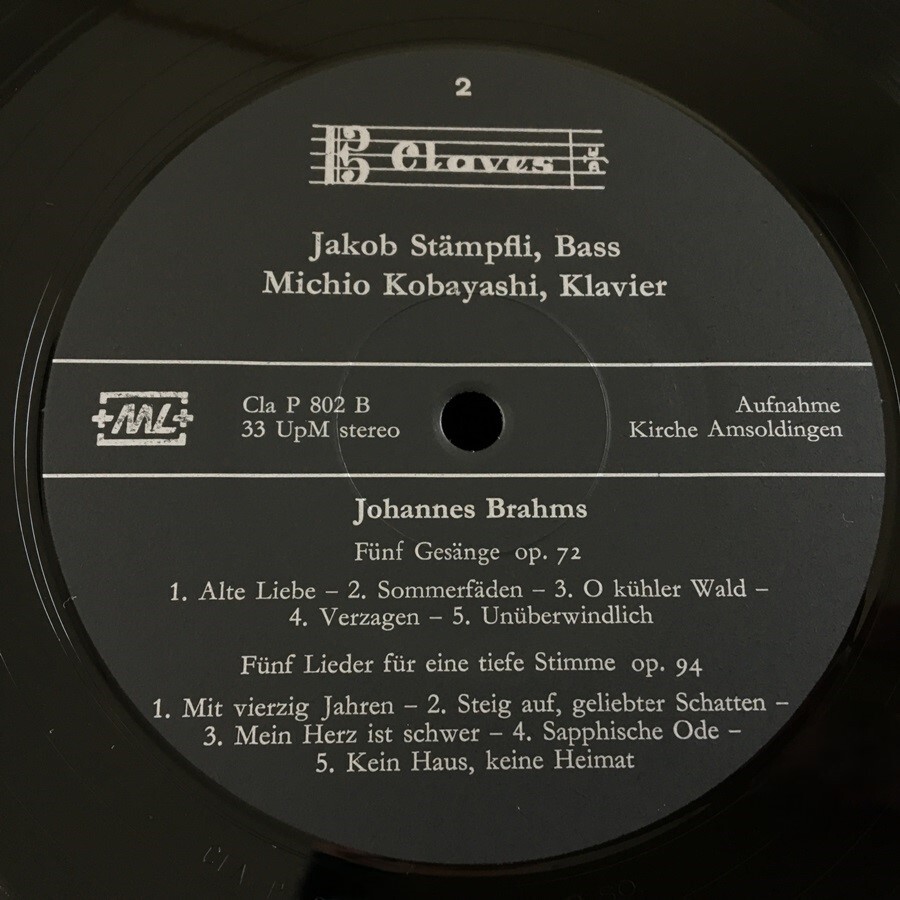 2
Claves
Jakob Stämpfli, Bass
Michio Kobayashi, Klavier
ML
Cla P 802 B
33 UpM stereo
Aufnahme
Kirche Amsoldingen
Johannes Brahms
Fünf Gesänge op. 72
1. Alte Liebe – 2. Sommerfäden – 3. O kühler Wald –
4. Verzagen – 5. Unüberwindlich
Fünf Lieder für eine tiefe Stimme op. 94
1. Mit vierzig Jahren – 2. Steig auf, geliebter Schatten –
3. Mein Herz ist schwer – 4. Sapphische Ode –
5. Kein Haus, keine Heimat